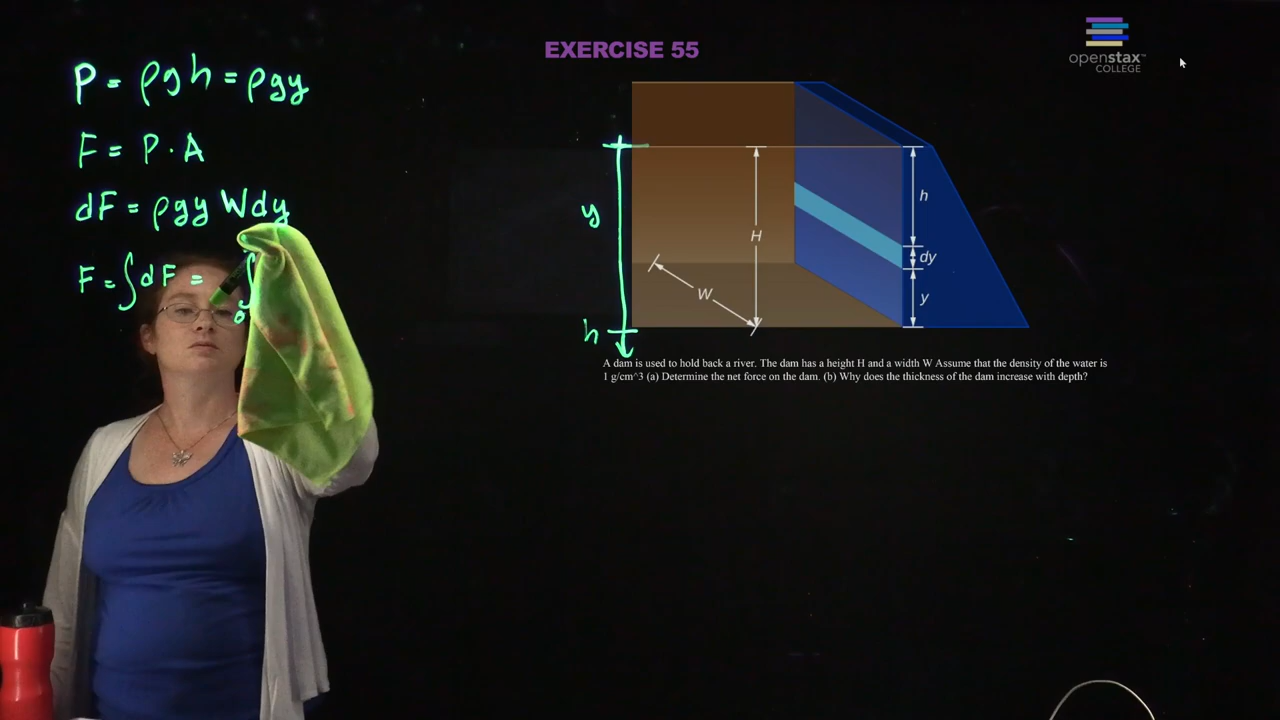 EXERCISE 55
openstax™
COLLEGE
P = ρgh = ρgy
F = P · A
dF = ρgy Wdy
F = ∫dF = ∫
0
y
h
H
W
h
dy
y
A dam is used to hold back a river. The dam has a height H and a width W Assume that the density of the water is
1 g/cm^3 (a) Determine the net force on the dam. (b) Why does the thickness of the dam increase with depth?